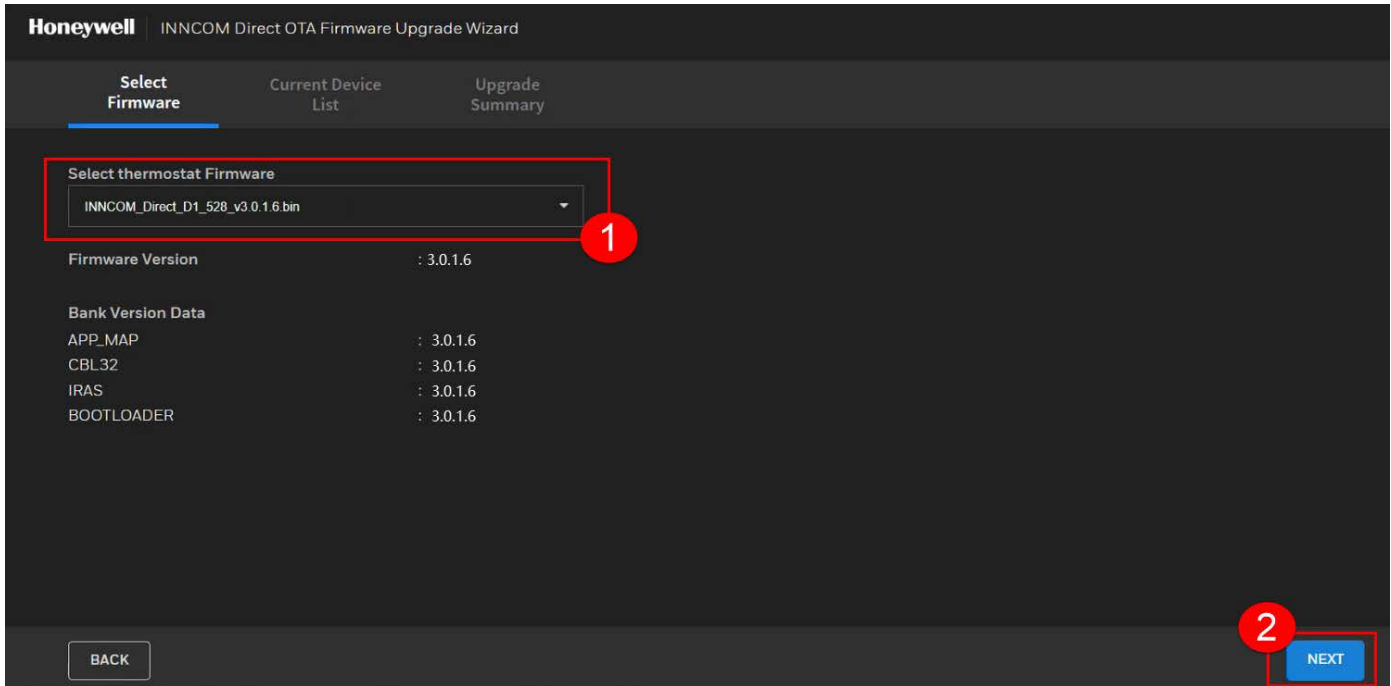 Honeywell INNCOM Direct OTA Firmware Upgrade Wizard
Select
Firmware
Current Device
List
Upgrade
Summary
Select thermostat Firmware
INNCOM_Direct_D1_528_v3.0.1.6.bin
1
Firmware Version : 3.0.1.6
Bank Version Data
APP_MAP : 3.0.1.6
CBL32 : 3.0.1.6
IRAS : 3.0.1.6
BOOTLOADER : 3.0.1.6
2
BACK
NEXT